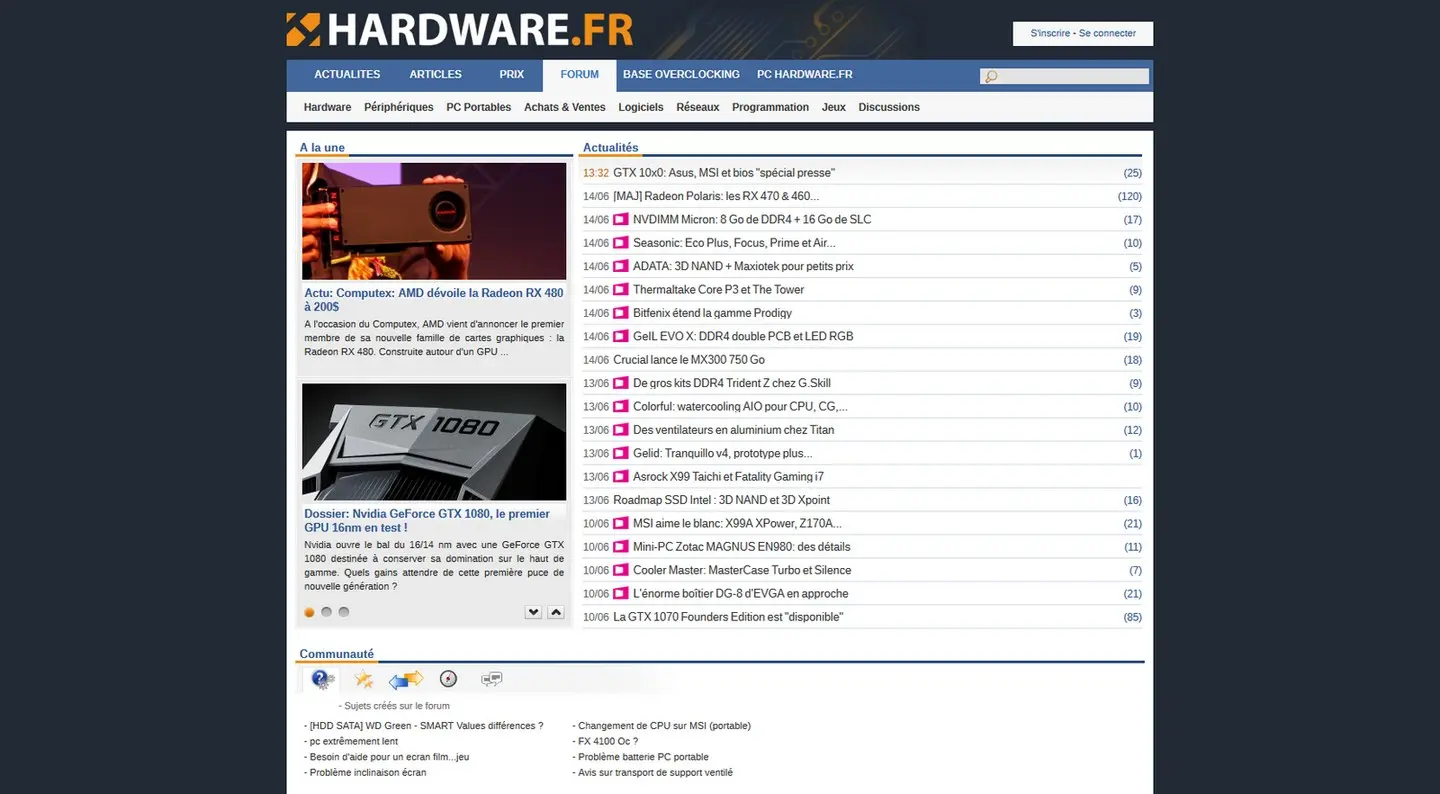 HARDWARE.FR
S'inscrire - Se connecter
ACTUALITES ARTICLES PRIX FORUM BASE OVERCLOCKING PC HARDWARE.FR
Hardware Périphériques PC Portables Achats & Ventes Logiciels Réseaux Programmation Jeux Discussions
A la une
GTX 1080
Actu: Computex: AMD dévoile la Radeon RX 480
à 200$
A l'occasion du Computex, AMD vient d'annoncer le premier
membre de sa nouvelle famille de cartes graphiques : la
Radeon RX 480. Construite autour d'un GPU ...
Dossier: Nvidia GeForce GTX 1080, le premier
GPU 16nm en test !
Nvidia ouvre le bal du 16/14 nm avec une GeForce GTX
1080 destinée à conserver sa domination sur le haut de
gamme. Quels gains attendre de cette première puce de
nouvelle génération ?
Actualités
13:32 GTX 10x0: Asus, MSI et bios "spécial presse" (25)
14/06 [MAJ] Radeon Polaris: les RX 470 & 460... (120)
14/06 NVDIMM Micron: 8 Go de DDR4 + 16 Go de SLC (17)
14/06 Seasonic: Eco Plus, Focus, Prime et Air... (10)
14/06 ADATA: 3D NAND + Maxiotek pour petits prix (5)
14/06 Thermaltake Core P3 et The Tower (9)
14/06 Bitfenix étend la gamme Prodigy (3)
14/06 GeIL EVO X: DDR4 double PCB et LED RGB (19)
14/06 Crucial lance le MX300 750 Go (18)
13/06 De gros kits DDR4 Trident Z chez G.Skill (9)
13/06 Colorful: watercooling AIO pour CPU, CG,... (10)
13/06 Des ventilateurs en aluminium chez Titan (12)
13/06 Gelid: Tranquillo v4, prototype plus... (1)
13/06 Asrock X99 Taichi et Fatality Gaming i7
13/06 Roadmap SSD Intel : 3D NAND et 3D Xpoint (16)
10/06 MSI aime le blanc: X99A XPower, Z170A... (21)
10/06 Mini-PC Zotac MAGNUS EN980: des détails (11)
10/06 Cooler Master: MasterCase Turbo et Silence (7)
10/06 L'énorme boîtier DG-8 d'EVGA en approche (21)
10/06 La GTX 1070 Founders Edition est "disponible" (85)
Communauté
- Sujets créés sur le forum
- [HDD SATA] WD Green - SMART Values différences ?
- pc extrêmement lent
- Besoin d'aide pour un ecran film...jeu
- Problème inclinaison écran
- Changement de CPU sur MSI (portable)
- FX 4100 Oc ?
- Problème batterie PC portable
- Avis sur transport de support ventilé